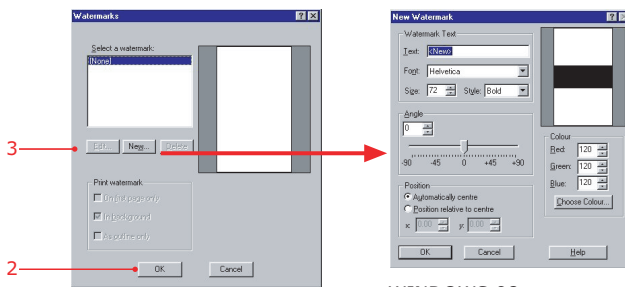 Watermarks
Select a watermark:
(None)
3
Edit... New... Delete
Print watermark
On first page only
In background
As outline only
2
OK Cancel
New Watermark
Watermark Text
Text: <New>
Font: Helvetica
Size: 72 Style: Bold
Angle
0
-90 -45 0 +45 +90
Position
Automatically centre
Position relative to centre
x: 0.00 y: 0.00
Colour
Red: 120
Green: 120
Blue: 120
Choose Colour...
OK Cancel Help